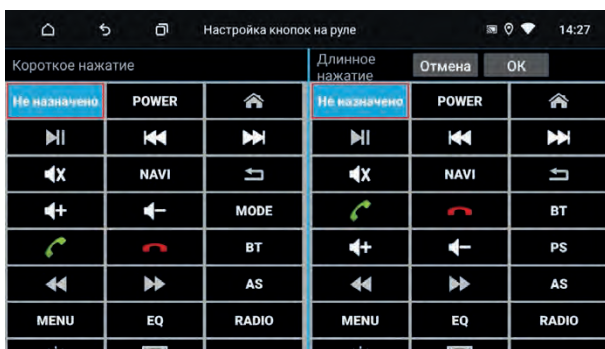 Настройка кнопок на руле 14:27
Короткое нажатие
Длинное нажатие
Отмена
OK
Не назначено POWER
Не назначено POWER
X NAVI
X NAVI
+ − MODE
BT
BT
+ − PS
AS
AS
MENU EQ RADIO
MENU EQ RADIO